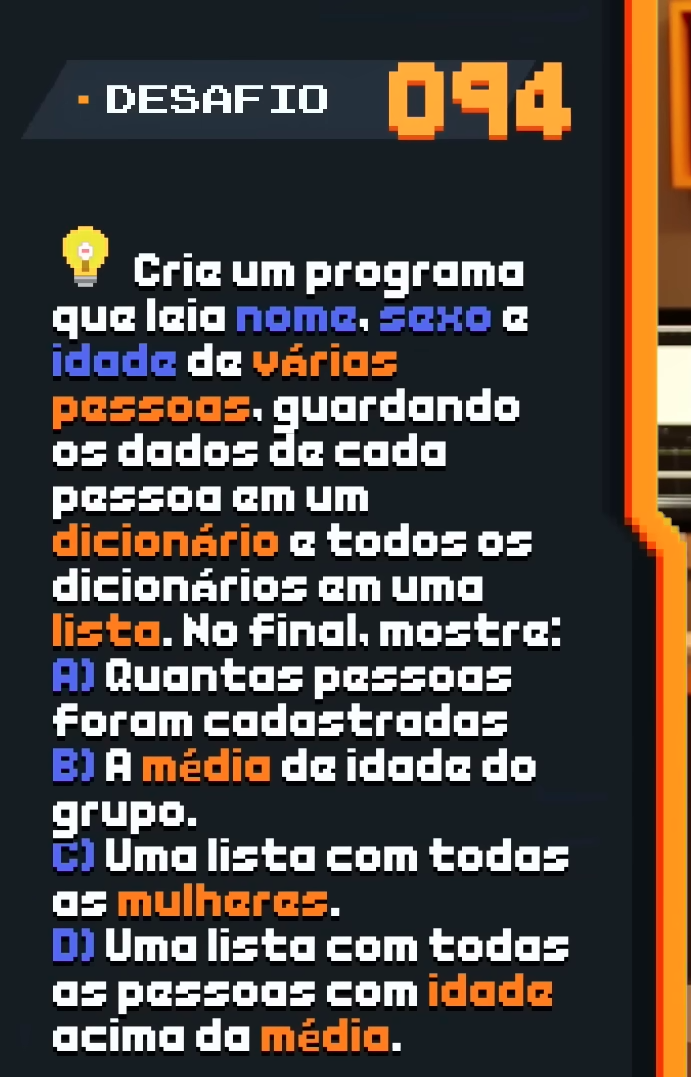 DESAFIO 094
Crie um programa
que leia nome, sexo e
idade de várias
pessoas, guardando
os dados de cada
pessoa em um
dicionário e todos os
dicionários em uma
lista. No final, mostre:
A) Quantas pessoas
foram cadastradas
B) A média de idade do
grupo.
C) Uma lista com todas
as mulheres.
D) Uma lista com todas
as pessoas com idade
acima da média.